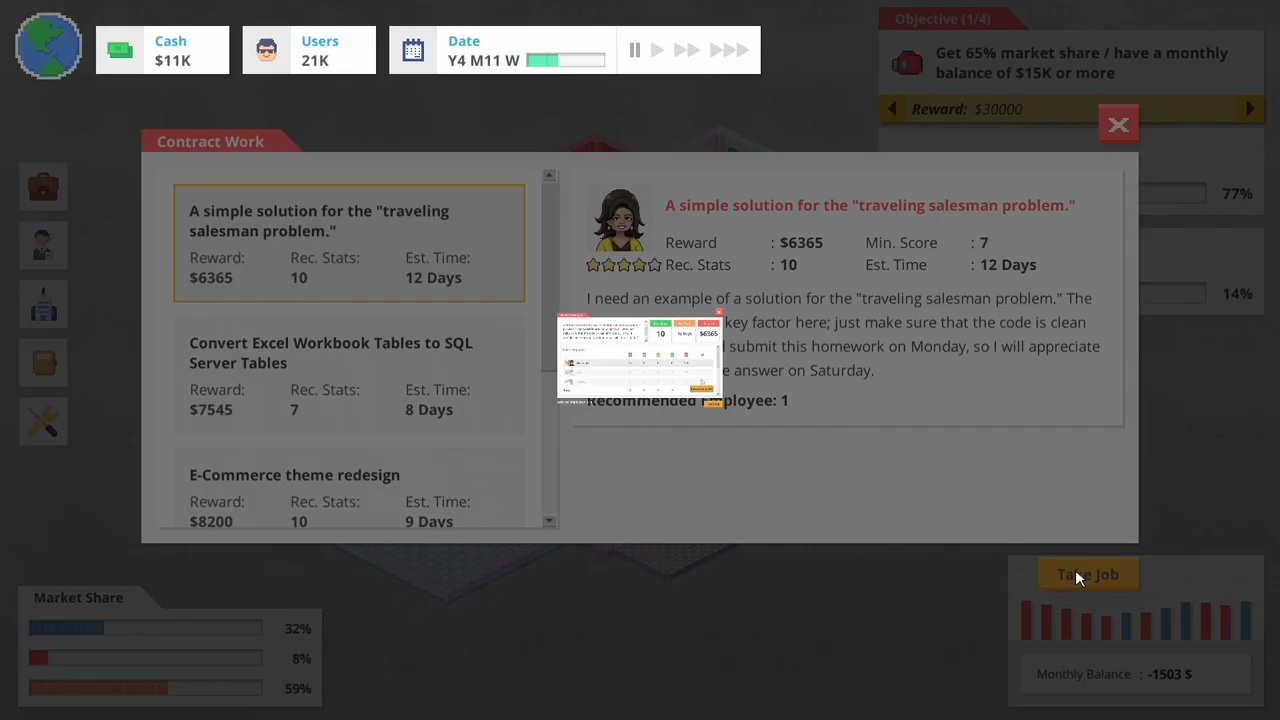 Cash
$11K
Users
21K
Date
Y4 M11 W
Objective (1/4)
Get 65% market share / have a monthly
balance of $15K or more
Reward: $30000
77%
14%
Contract Work
A simple solution for the "traveling
salesman problem."
Reward: Rec. Stats: Est. Time:
$6365 10 12 Days
Convert Excel Workbook Tables to SQL
Server Tables
Reward: Rec. Stats: Est. Time:
$7545 7 8 Days
E-Commerce theme redesign
Reward: Rec. Stats: Est. Time:
$8200 10 9 Days
A simple solution for the "traveling salesman problem."
Reward : $6365 Min. Score : 7
Rec. Stats : 10 Est. Time : 12 Days
I need an example of a solution for the "traveling salesman problem." The
key factor here; just make sure that the code is clean
submit this homework on Monday, so I will appreciate
answer on Saturday.
Recommended Employee: 1
10
$6365
Take Job
Market Share
32%
8%
59%
Monthly Balance : -1503 $